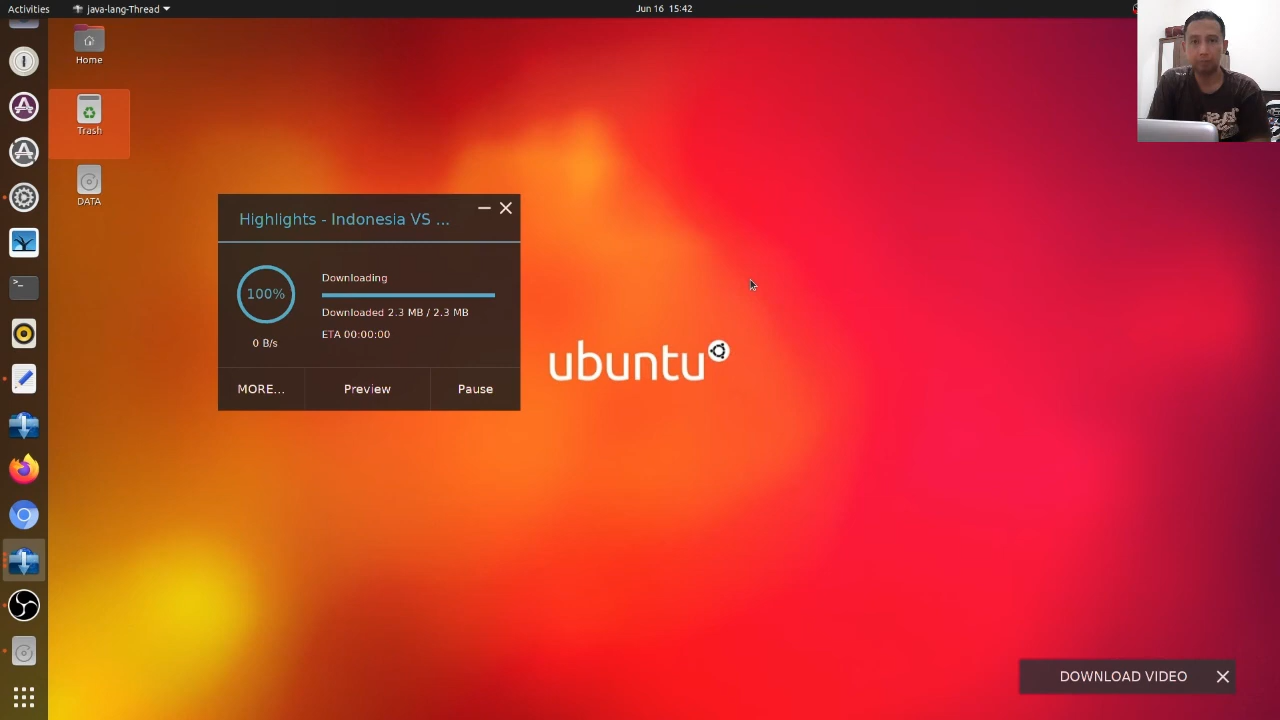 Activities
java-lang-Thread
Jun 16 15:42
Home
Trash
DATA
Highlights - Indonesia VS ...
100%
0 B/s
Downloading
Downloaded 2.3 MB / 2.3 MB
ETA 00:00:00
MORE...
Preview
Pause
ubuntu
DOWNLOAD VIDEO